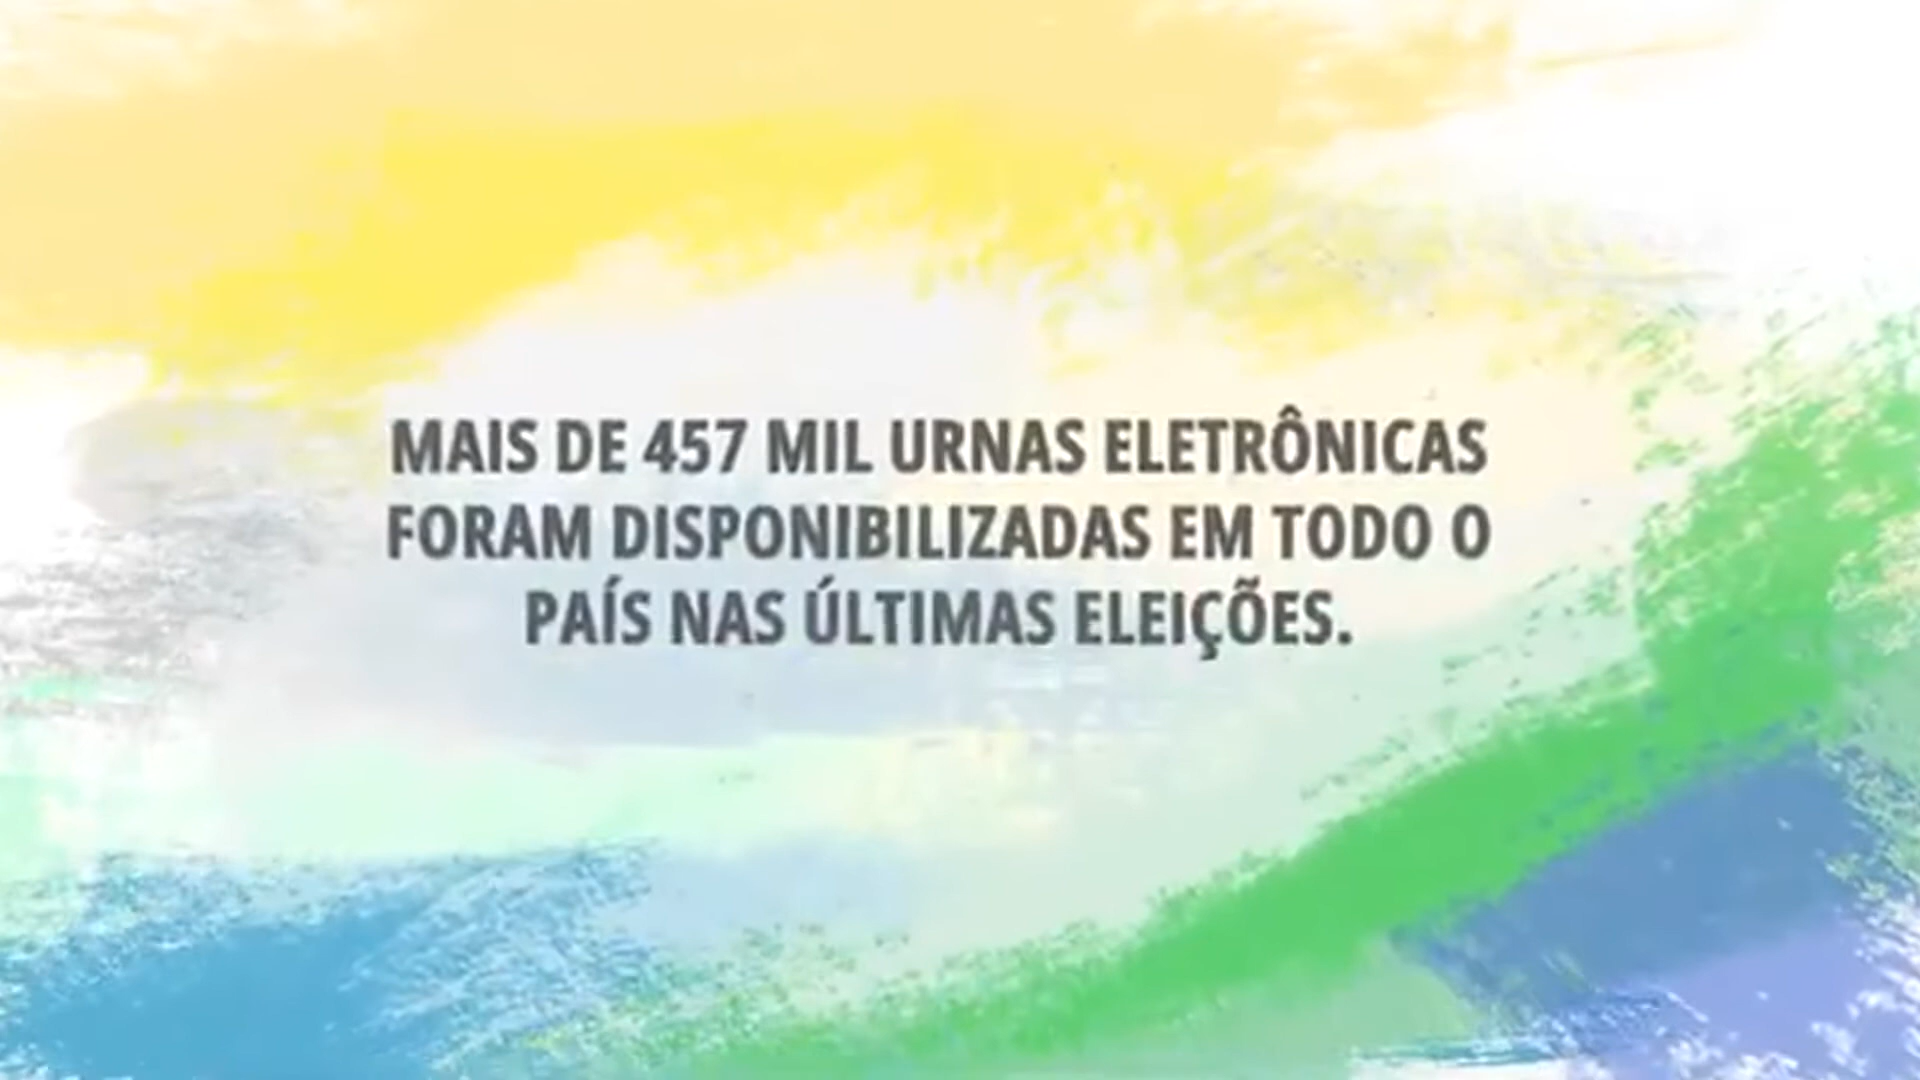 MAIS DE 457 MIL URNAS ELETRÔNICAS
FORAM DISPONIBILIZADAS EM TODO O
PAÍS NAS ÚLTIMAS ELEIÇÕES.